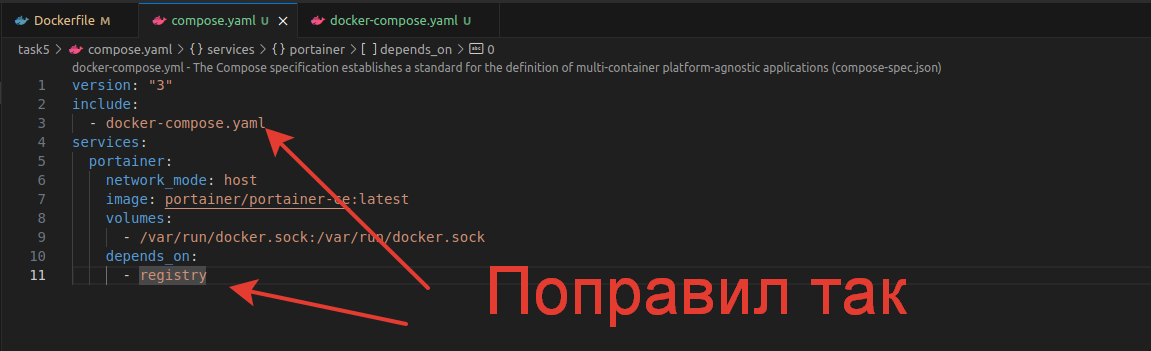 Dockerfile M
compose.yaml U
docker-compose.yaml U
task5 > compose.yaml > {} services > {} portainer > [ ] depends_on > abc 0
docker-compose.yml - The Compose specification establishes a standard for the definition of multi-container platform-agnostic applications (compose-spec.json)
1 version: "3"
2 include:
3   - docker-compose.yaml
4 services:
5   portainer:
6     network_mode: host
7     image: portainer/portainer-ce:latest
8     volumes:
9       - /var/run/docker.sock:/var/run/docker.sock
10     depends_on:
11       - registry
Поправил так